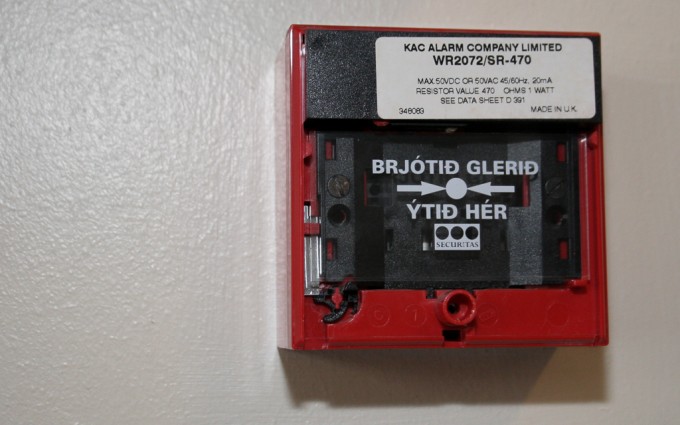 KAC ALARM COMPANY LIMITED
WR2072/SR-470
MAX.50VDC OR 50VAC 45/60Hz, 20mA
RESISTOR VALUE 470 OHMS 1 WATT
SEE DATA SHEET D 391
346083 MADE IN U.K.
BRJÓTIÐ GLERIÐ
ÝTIÐ HÉR
SECURITAS